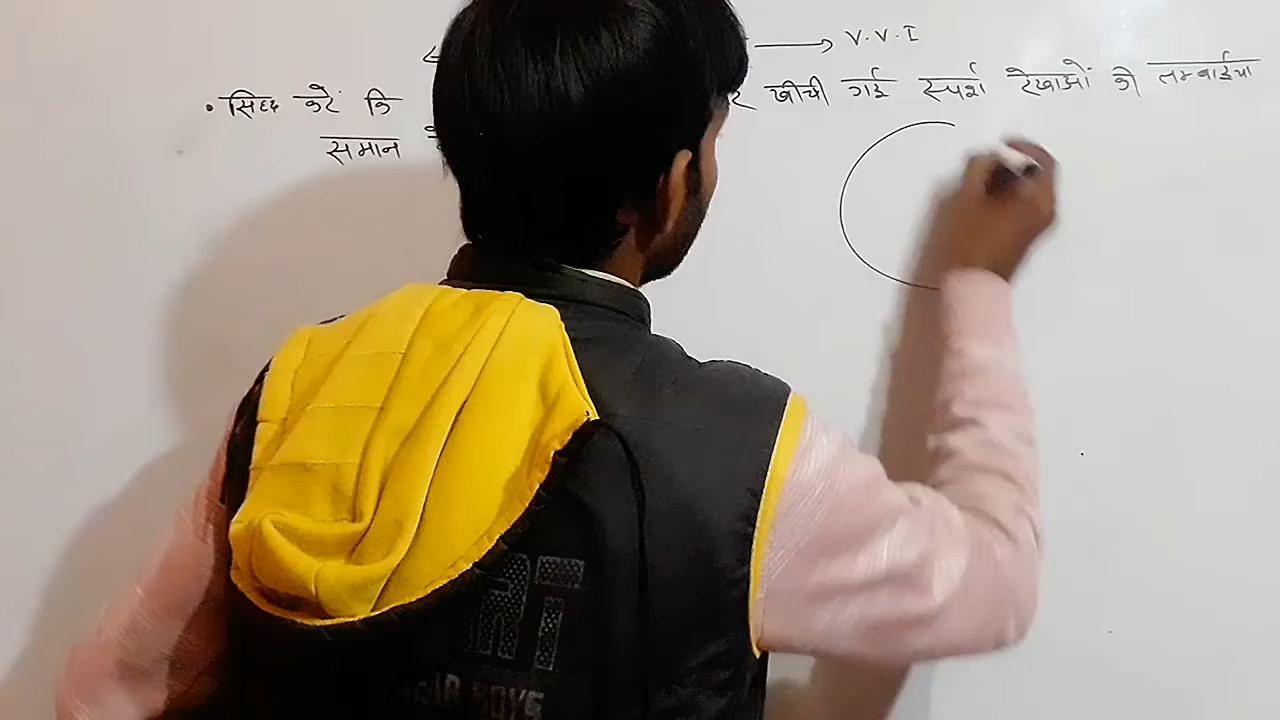 V.V.I
सिद्ध करें कि खींची गई स्पर्श रेखाओं की लम्बाईया
समान